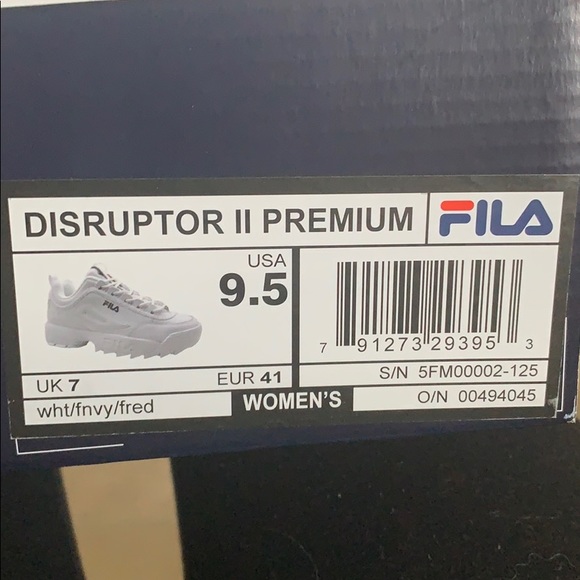 DISRUPTOR II PREMIUM FILA
USA
9.5
FILA
UK 7 EUR 41
wht/fnvy/fred WOMEN'S
7 91273 29395 3
S/N 5FM00002-125
O/N 00494045